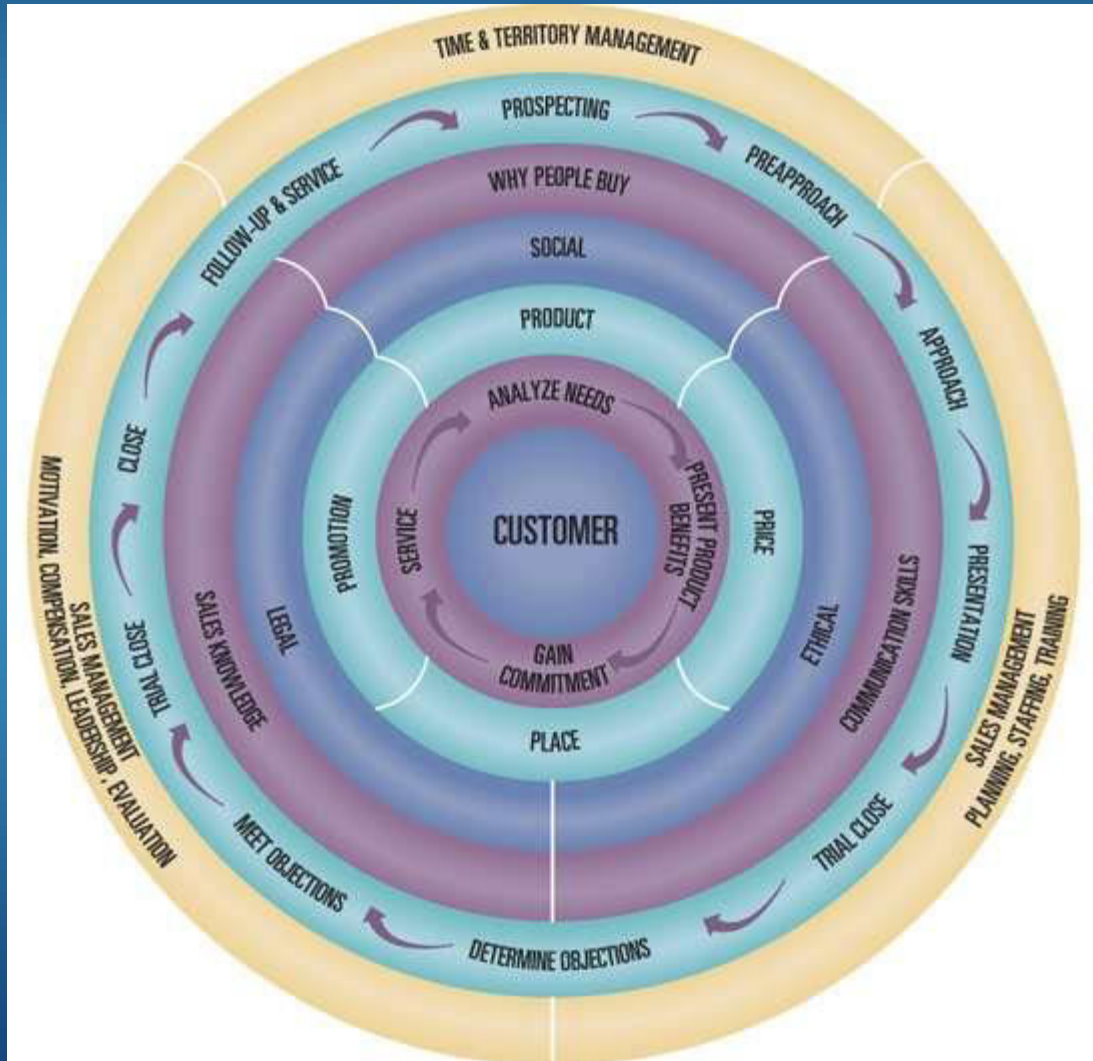 TIME & TERRITORY MANAGEMENT
PROSPECTING
PREAPPROACH
APPROACH
PRESENTATION
TRIAL CLOSE
DETERMINE OBJECTIONS
MEET OBJECTIONS
TRIAL CLOSE
CLOSE
FOLLOW-UP & SERVICE
SALES MANAGEMENT
PLANNING, STAFFING, TRAINING
SALES MANAGEMENT
MOTIVATION, COMPENSATION, LEADERSHIP, EVALUATION
WHY PEOPLE BUY
COMMUNICATION SKILLS
SALES KNOWLEDGE
SOCIAL
ETHICAL
LEGAL
PRODUCT
PRICE
PLACE
PROMOTION
ANALYZE NEEDS
PRESENT PRODUCT
BENEFITS
GAIN
COMMITMENT
SERVICE
CUSTOMER